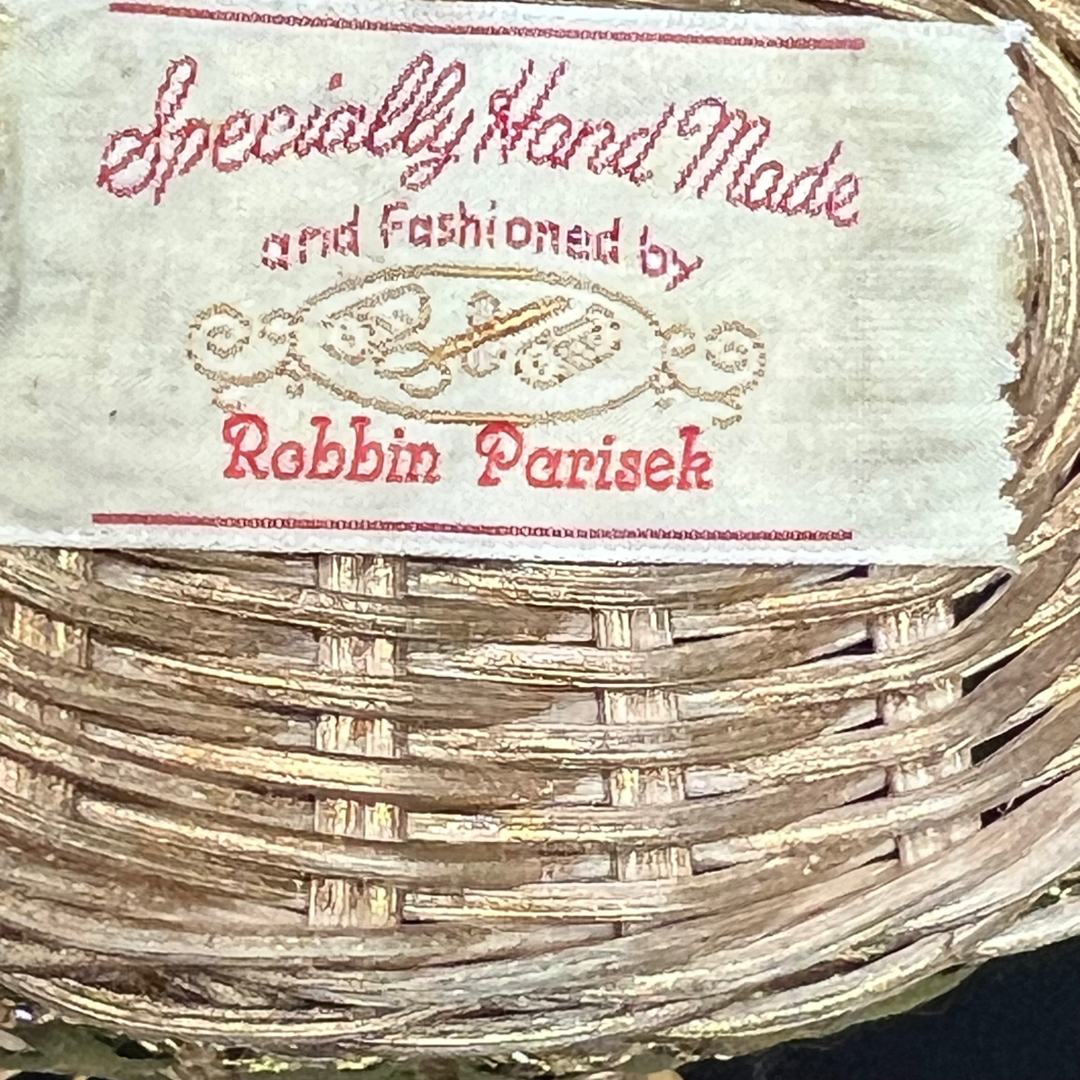 Specially Hand Made
and Fashioned by
Robbin Parisek